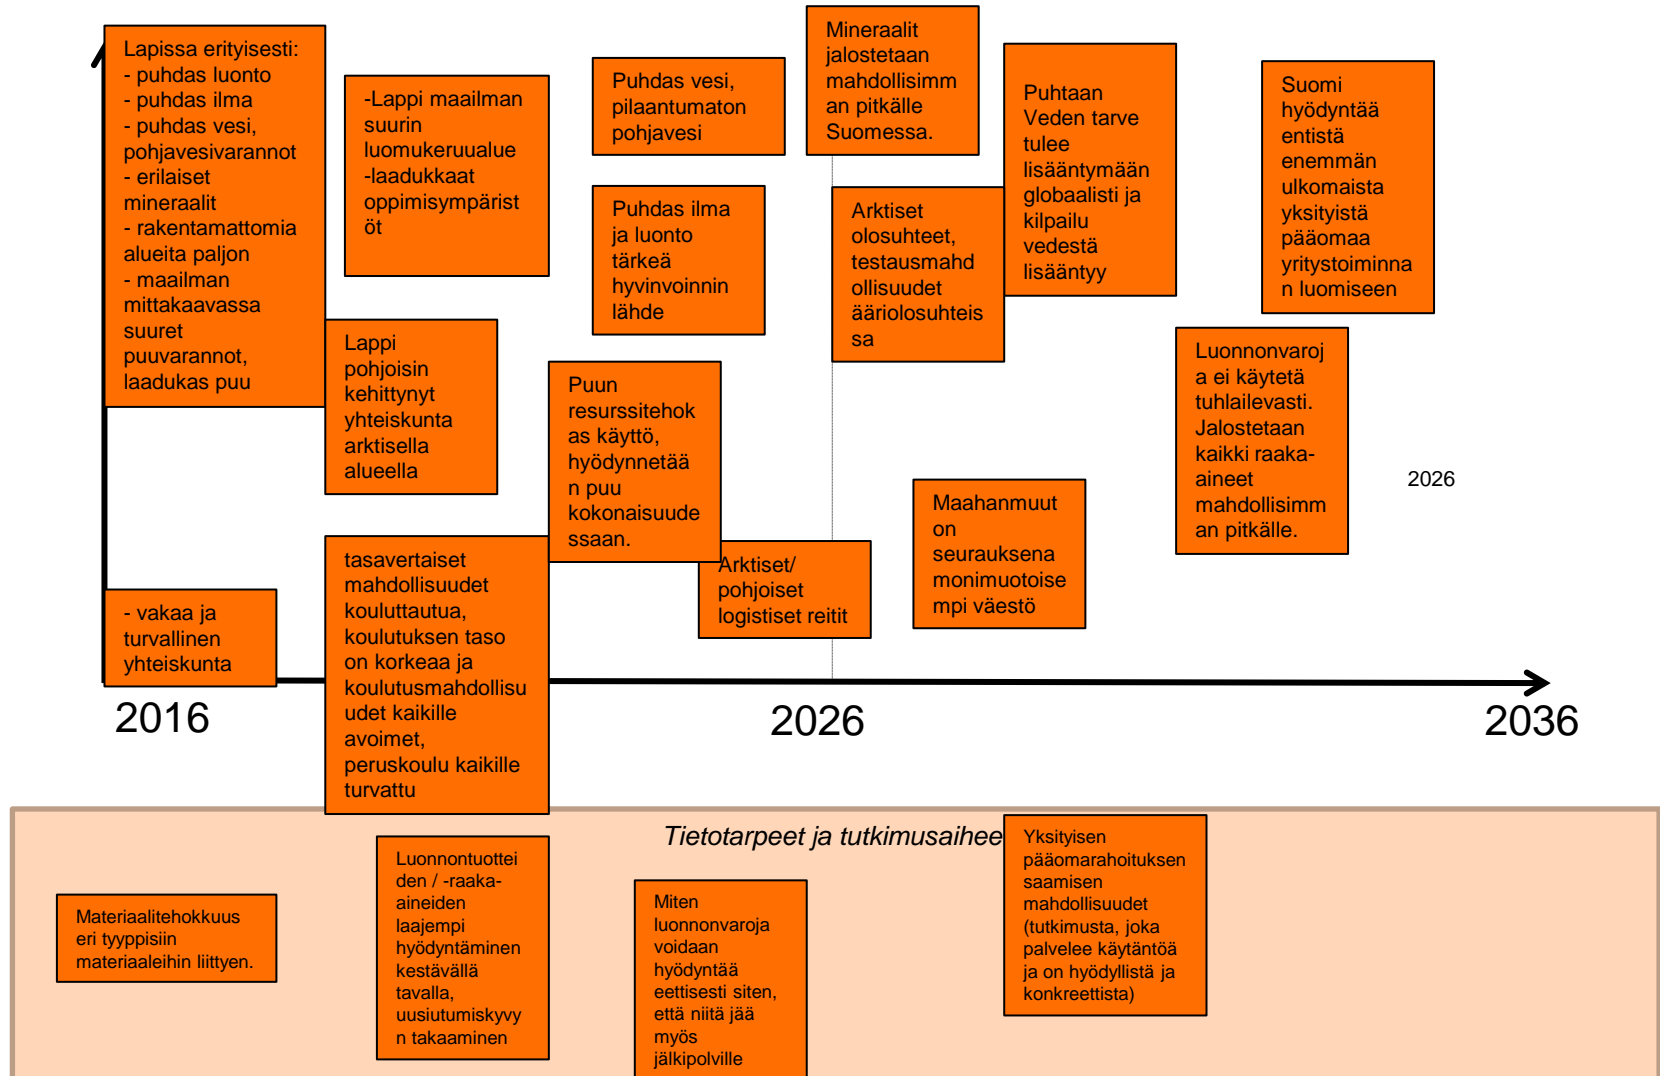 Lapissa erityisesti:
- puhdas luonto
- puhdas ilma
- puhdas vesi,
pohjavesivarannot
- erilaiset
mineraalit
- rakentamattomia
alueita paljon
- maailman
mittakaavassa
suuret
puuvarannot,
laadukas puu
-Lappi maailman
suurin
luomukeruualue
-laadukkaat
oppimisympärist
öt
Puhdas vesi,
pilaantumaton
pohjavesi
Mineraalit
jalostetaan
mahdollisimm
an pitkälle
Suomessa.
Puhtaan
Veden tarve
tulee
lisääntymään
globaalisti ja
kilpailu
vedestä
lisääntyy
Suomi
hyödyntää
entistä
enemmän
ulkomaista
yksityistä
pääomaa
yritystoiminna
n luomiseen
Puhdas ilma
ja luonto
tärkeä
hyvinvoinnin
lähde
Arktiset
olosuhteet,
testausmahd
ollisuudet
ääriolosuhteis
sa
Lappi
pohjoisin
kehittynyt
yhteiskunta
arktisella
alueella
Puun
resurssitehok
as käyttö,
hyödynnetää
n puu
kokonaisuude
ssaan.
Luonnonvaroj
a ei käytetä
tuhlailevasti.
Jalostetaan
kaikki raaka-
aineet
mahdollisimm
an pitkälle.
2026
Maahanmuut
on
seurauksena
monimuotoise
mpi väestö
tasavertaiset
mahdollisuudet
kouluttautua,
koulutuksen taso
on korkeaa ja
koulutusmahdollisu
udet kaikille
avoimet,
peruskoulu kaikille
turvattu
Arktiset/
pohjoiset
logistiset reitit
- vakaa ja
turvallinen
yhteiskunta
2016
2026
2036
Tietotarpeet ja tutkimusaihee
Materiaalitehokkuus
eri tyyppisiin
materiaaleihin liittyen.
Luonnontuottei
den / -raaka-
aineiden
laajempi
hyödyntäminen
kestävällä
tavalla,
uusiutumiskyvy
n takaaminen
Miten
luonnonvaroja
voidaan
hyödyntää
eettisesti siten,
että niitä jää
myös
jälkipolville
Yksityisen
pääomarahoituksen
saamisen
mahdollisuudet
(tutkimusta, joka
palvelee käytäntöä
ja on hyödyllistä ja
konkreettista)